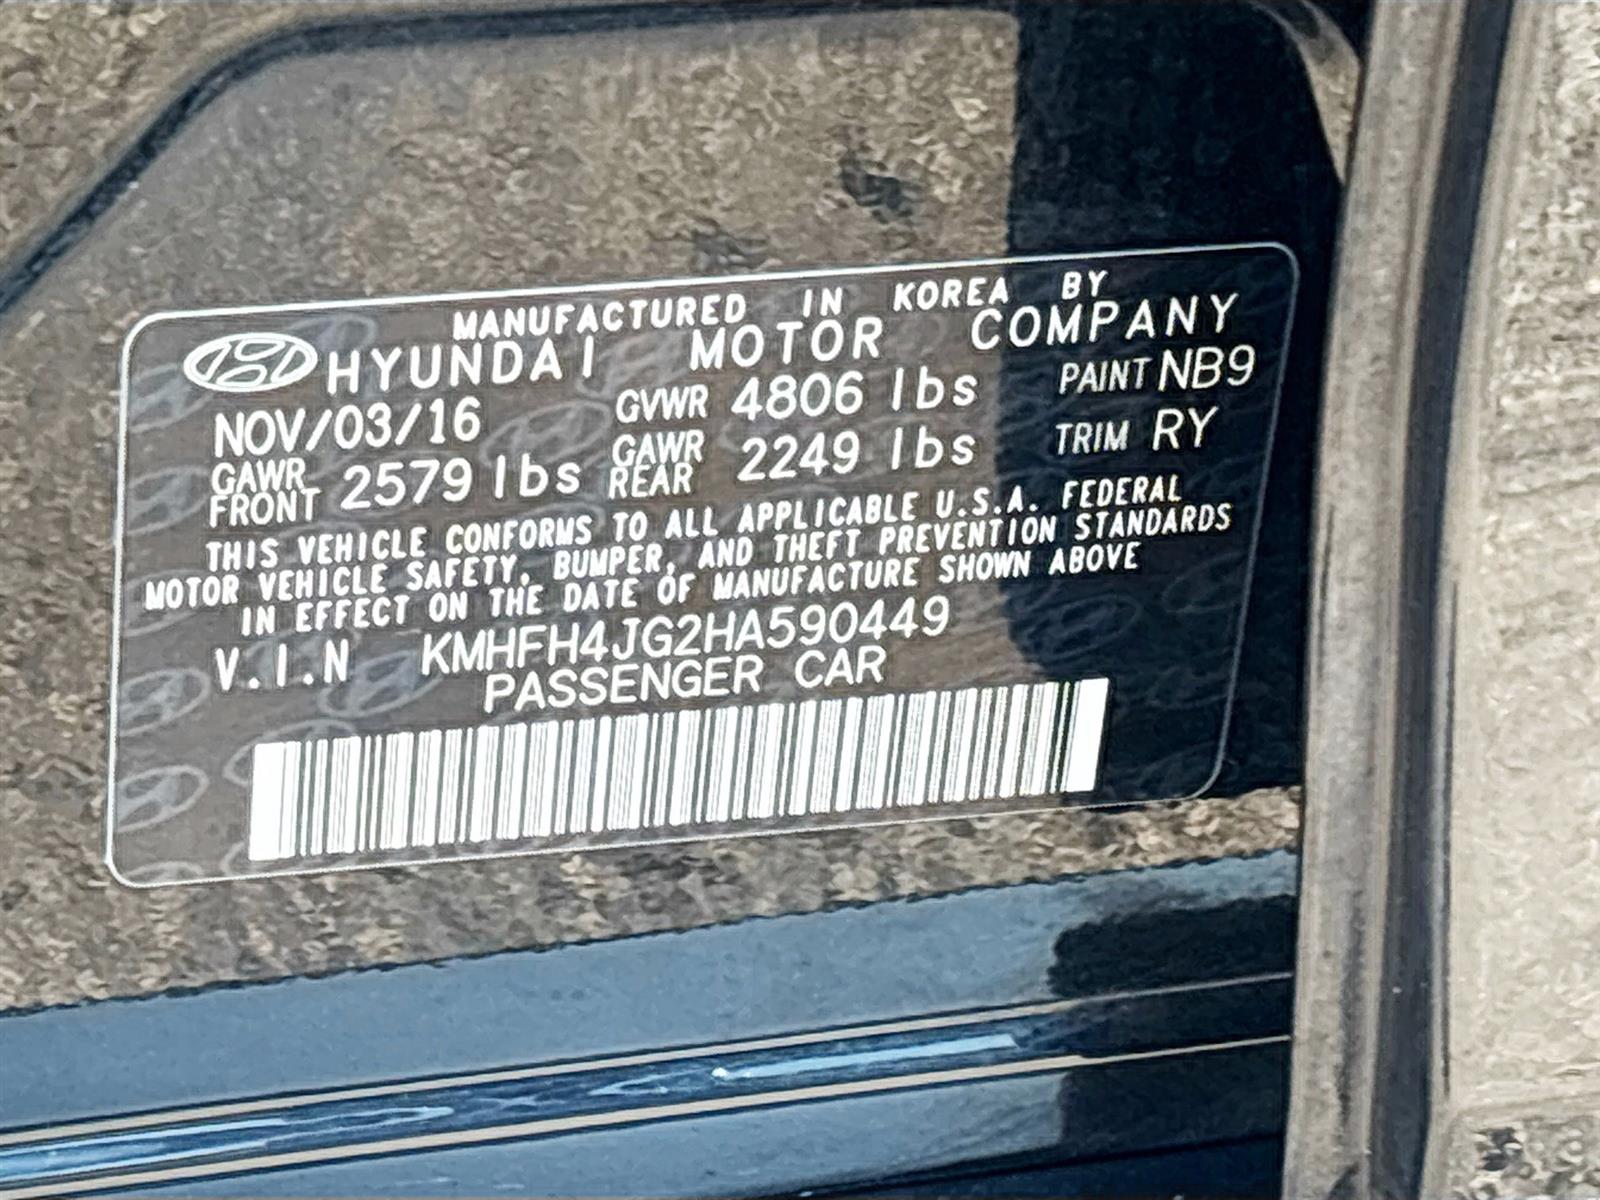 MANUFACTURED IN KOREA BY
HYUNDAI MOTOR COMPANY
NOV/03/16 GVWR 4806 lbs PAINT NB9
GAWR FRONT 2579 lbs GAWR REAR 2249 lbs TRIM RY
THIS VEHICLE CONFORMS TO ALL APPLICABLE U.S.A. FEDERAL
MOTOR VEHICLE SAFETY, BUMPER, AND THEFT PREVENTION STANDARDS
IN EFFECT ON THE DATE OF MANUFACTURE SHOWN ABOVE
V.I.N KMHFH4JG2HA590449
PASSENGER CAR